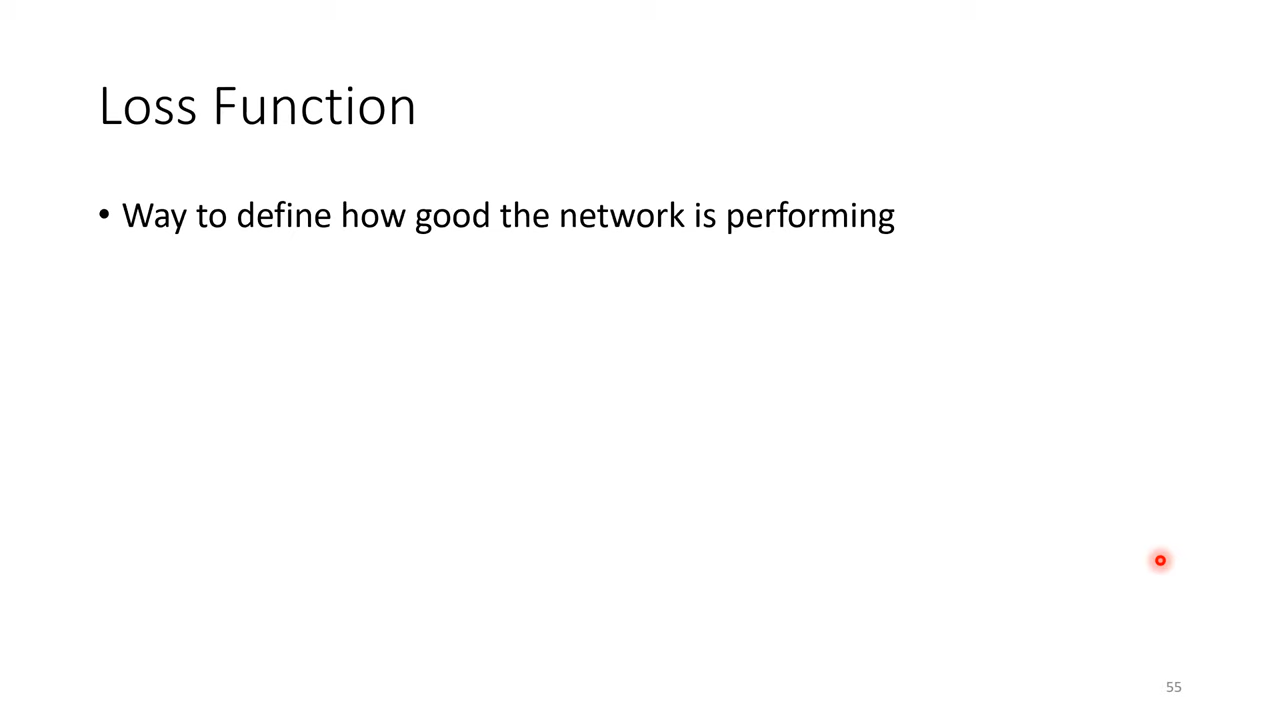 Loss Function
• Way to define how good the network is performing
55